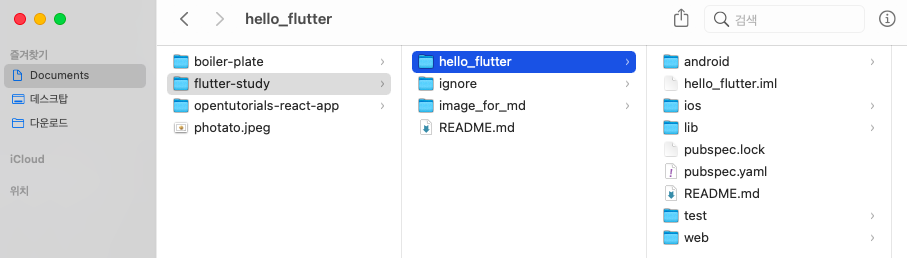 hello_flutter
검색
즐겨찾기
Documents
데스크탑
다운로드
iCloud
위치
boiler-plate
flutter-study
opentutorials-react-app
photato.jpeg
hello_flutter
ignore
image_for_md
README.md
android
hello_flutter.iml
ios
lib
pubspec.lock
pubspec.yaml
README.md
test
web